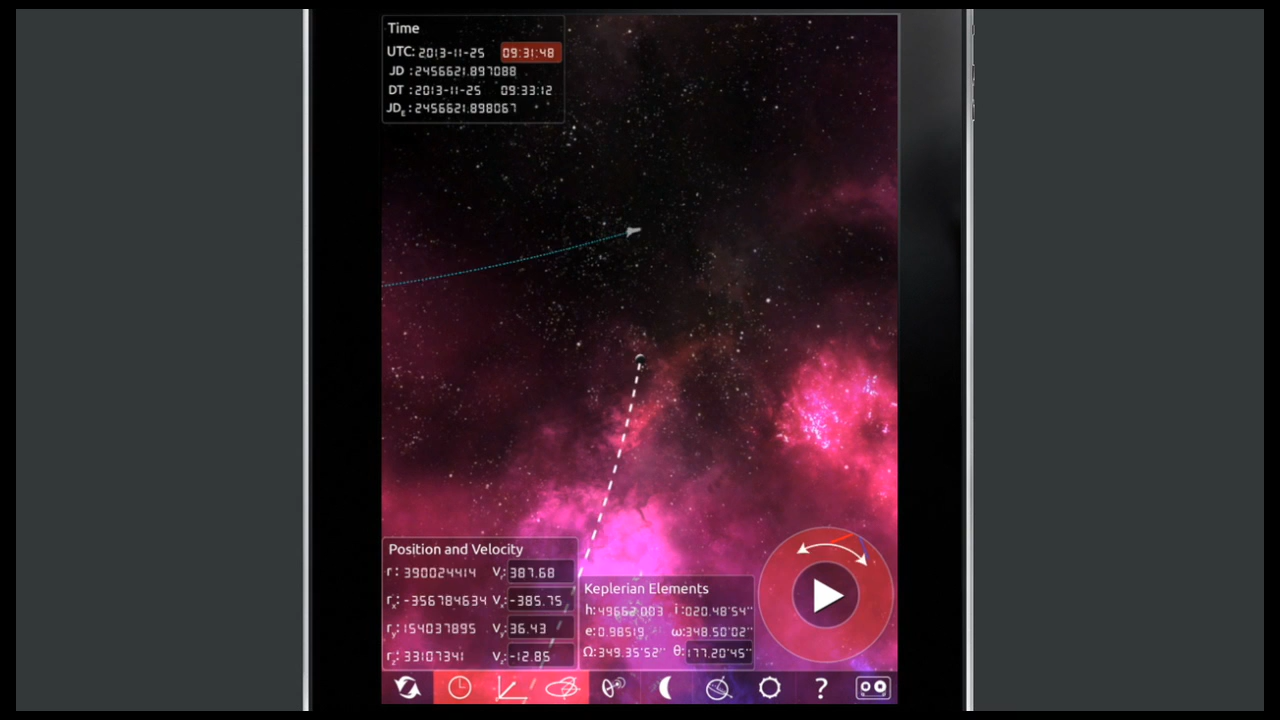 Time
UTC: 2013-11-25 09:31:48
JD :2456621.897088
DT :2013-11-25 09:33:12
JDE :2456621.898067
Position and Velocity
r: 390024414 Vr: 387.68
rx: -356784634 Vx: -385.75
ry: 154037895 Vy: 36.43
rz: 33107341 Vz: -12.85
Keplerian Elements
h: 49662.003 i :020.48'54''
e: 0.98519 ω:348.50'02''
Ω:349.35'52'' θ:177.20'45''
?